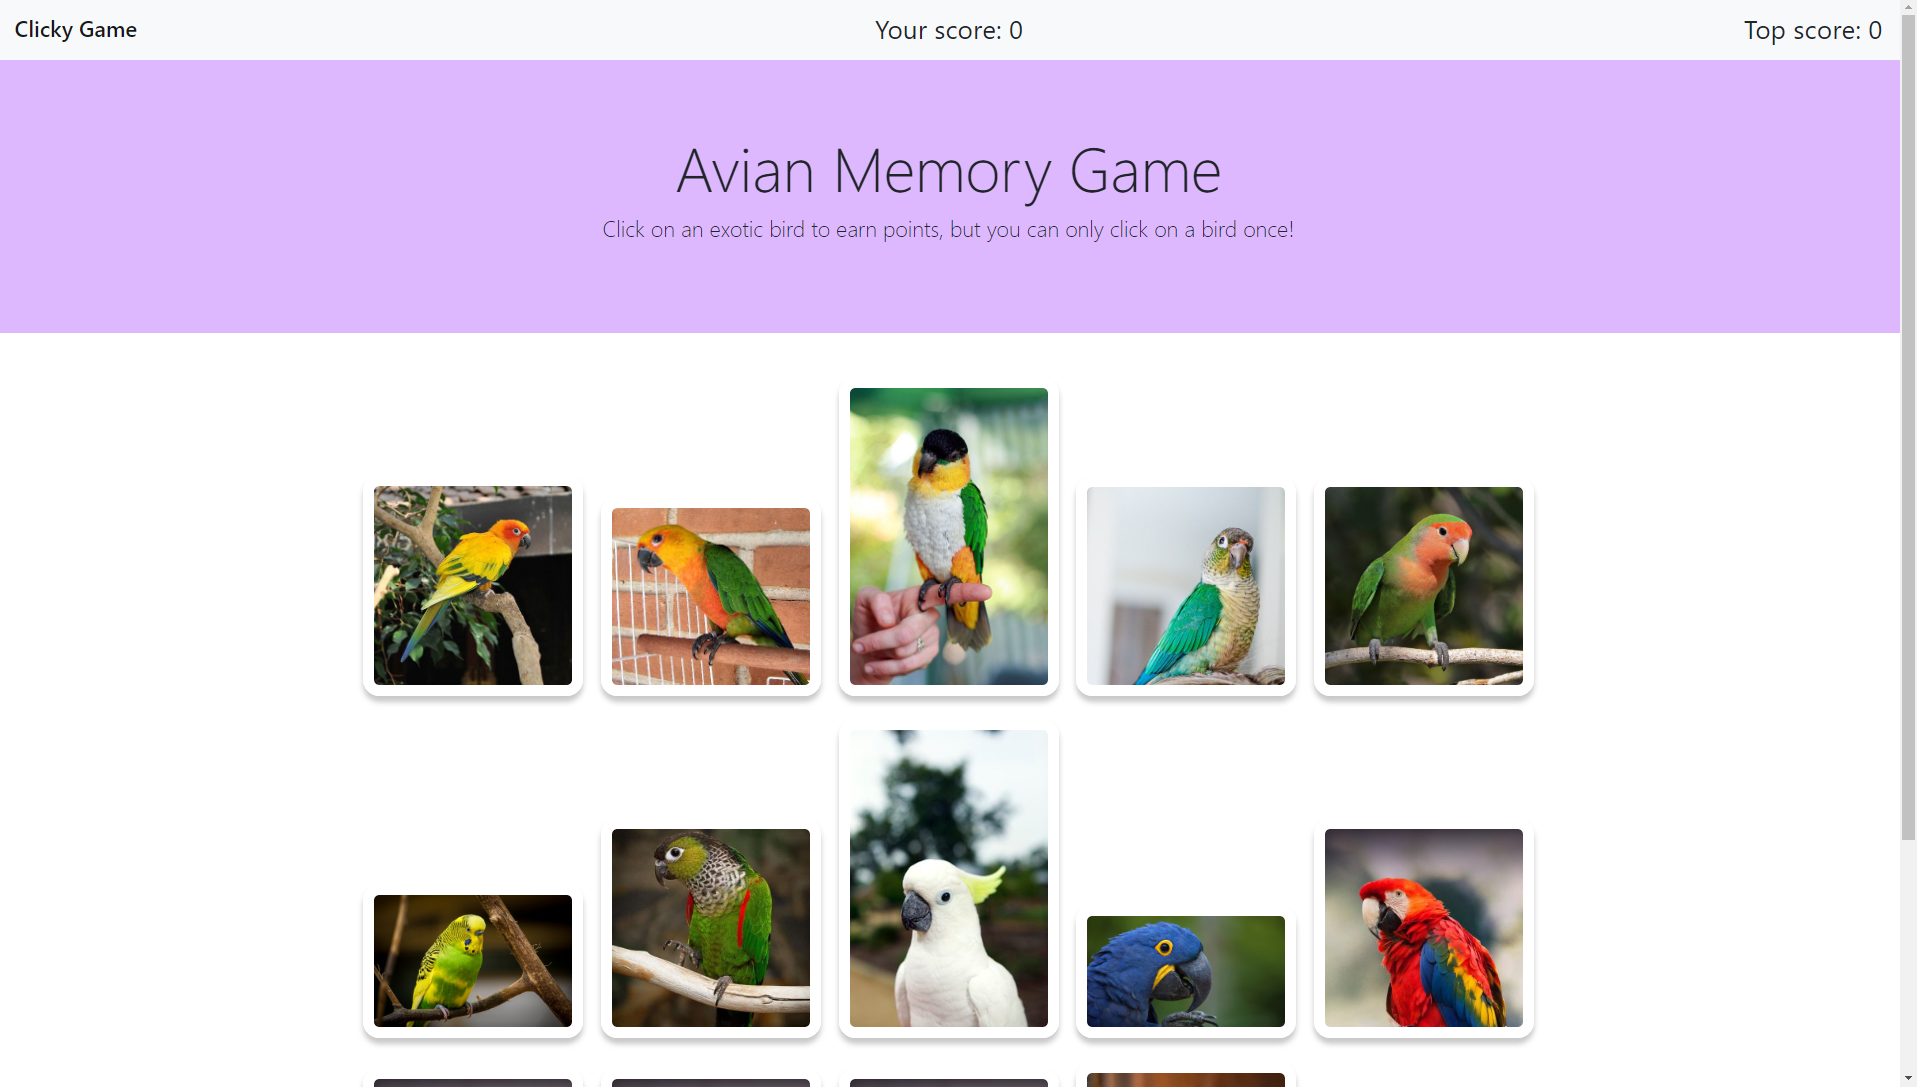 Clicky Game
Your score: 0
Top score: 0
Avian Memory Game
Click on an exotic bird to earn points, but you can only click on a bird once!